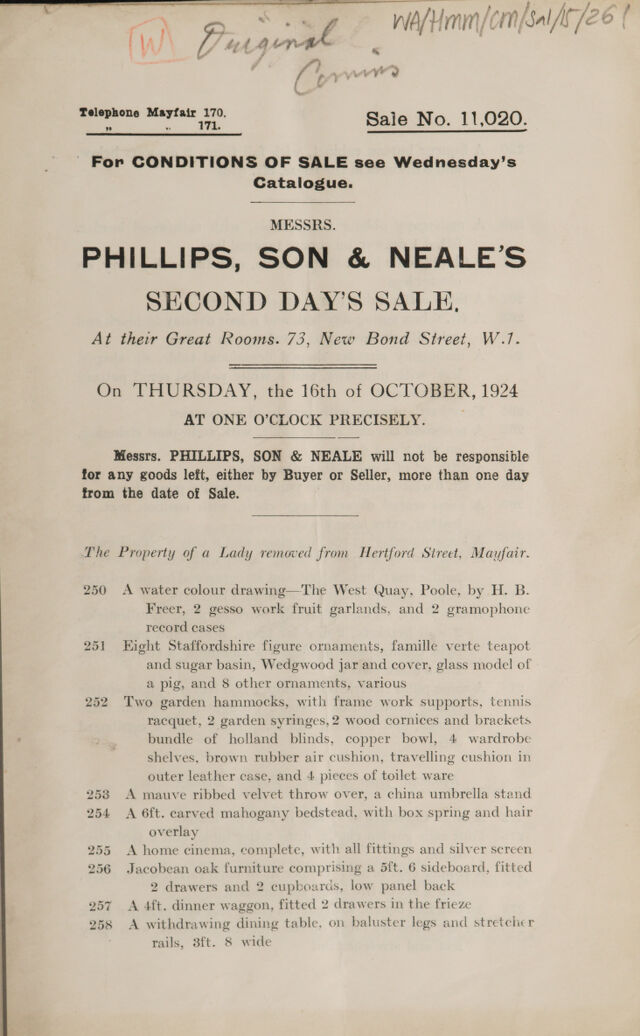 WA/HMM/CM/Sal/15/261
W Original
Comins
Telephone Mayfair 170.
„ „ 171.
Sale No. 11,020.
For CONDITIONS OF SALE see Wednesday's
Catalogue.
MESSRS.
PHILLIPS, SON & NEALE'S
SECOND DAY'S SALE,
At their Great Rooms. 73, New Bond Street, W.1.
On THURSDAY, the 16th of OCTOBER, 1924
AT ONE O'CLOCK PRECISELY.
Messrs. PHILLIPS, SON & NEALE will not be responsible
for any goods left, either by Buyer or Seller, more than one day
from the date of Sale.
The Property of a Lady removed from Hertford Street, Mayfair.
250 A water colour drawing—The West Quay, Poole, by H. B.
Freer, 2 gesso work fruit garlands, and 2 gramophone
record cases
251 Eight Staffordshire figure ornaments, famille verte teapot
and sugar basin, Wedgwood jar and cover, glass model of
a pig, and 8 other ornaments, various
252 Two garden hammocks, with frame work supports, tennis
racquet, 2 garden syringes, 2 wood cornices and brackets
bundle of holland blinds, copper bowl, 4 wardrobe
shelves, brown rubber air cushion, travelling cushion in
outer leather case, and 4 pieces of toilet ware
253 A mauve ribbed velvet throw over, a china umbrella stand
254 A 6ft. carved mahogany bedstead, with box spring and hair
overlay
255 A home cinema, complete, with all fittings and silver screen
256 Jacobean oak furniture comprising a 5ft. 6 sideboard, fitted
2 drawers and 2 cupboards, low panel back
257 A 4ft. dinner waggon, fitted 2 drawers in the frieze
258 A withdrawing dining table, on baluster legs and stretcher
rails, 3ft. 8 wide